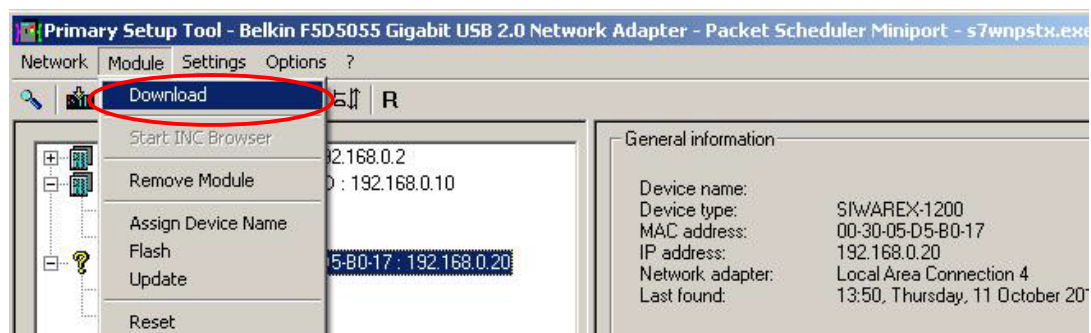 Primary Setup Tool - Belkin F5D5055 Gigabit USB 2.0 Network Adapter - Packet Scheduler Miniport - s7wnpstx.exe
Network Module Settings Options ?
R
Download
Start INC Browser
Remove Module
Assign Device Name
Flash
Update
Reset
92.168.0.2
: 192.168.0.10
5-B0-17 : 192.168.0.20
General information
Device name:
Device type: SIWAREX-1200
MAC address: 00-30-05-D5-B0-17
IP address: 192.168.0.20
Network adapter: Local Area Connection 4
Last found: 13:50, Thursday, 11 October 201